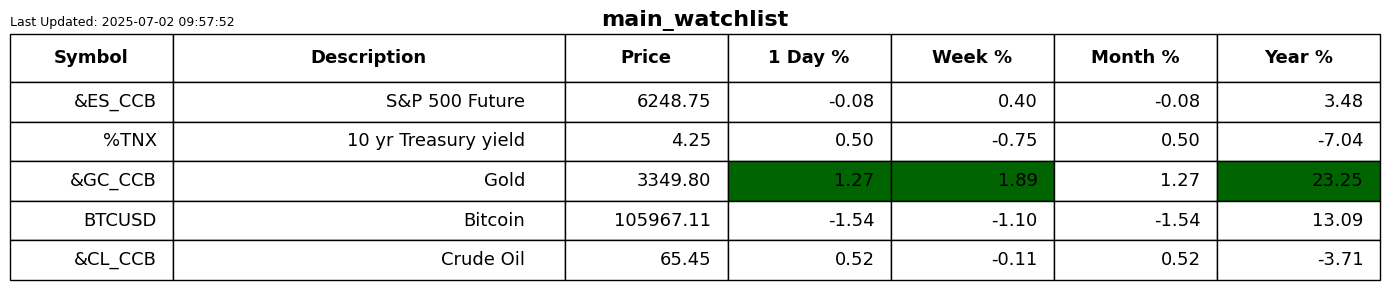 Last Updated: 2025-07-02 09:57:52
main_watchlist
Symbol Description Price 1 Day % Week % Month % Year %
&ES_CCB S&P 500 Future 6248.75 -0.08 0.40 -0.08 3.48
%TNX 10 yr Treasury yield 4.25 0.50 -0.75 0.50 -7.04
&GC_CCB Gold 3349.80 1.27 1.89 1.27 23.25
BTCUSD Bitcoin 105967.11 -1.54 -1.10 -1.54 13.09
&CL_CCB Crude Oil 65.45 0.52 -0.11 0.52 -3.71